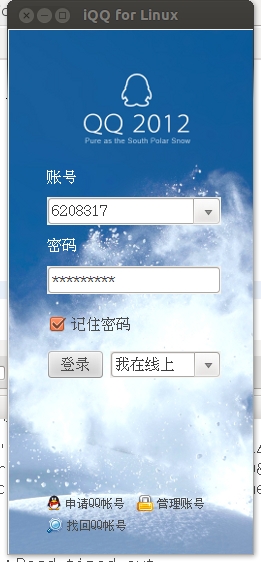 iQQ for Linux
QQ 2012
Pure as the South Polar Snow
账号
6208317
密码
*********
记住密码
登录 我在线上
申请QQ帐号 管理账号
找回QQ帐号